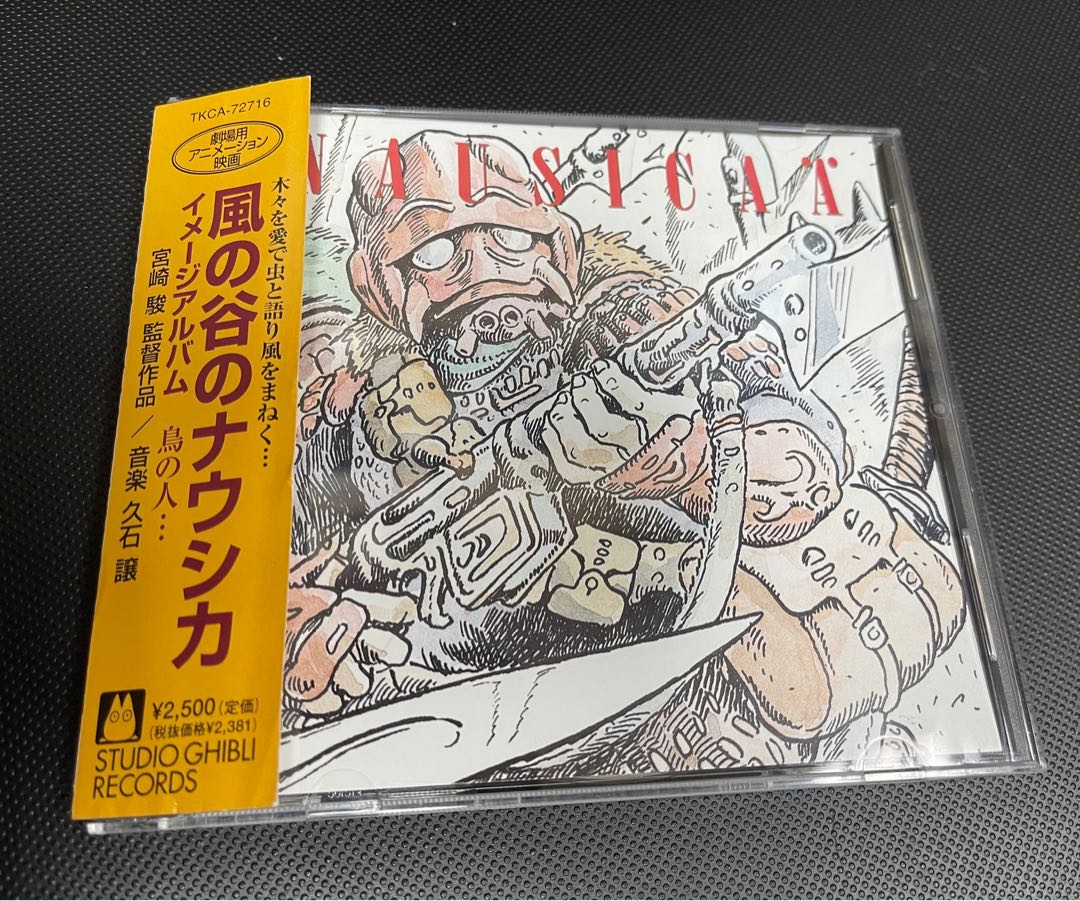 TKCA-72716
劇場用
アニメーション
映画
木々を愛で虫と語り風をまねく…
風の谷のナウシカ
イメージアルバム 鳥の人…
宮崎 駿 監督作品 / 音楽 久石 譲
¥2,500(定価)
(税抜価格¥2,381)
STUDIO GHIBLI
RECORDS
NAUSICAÄ